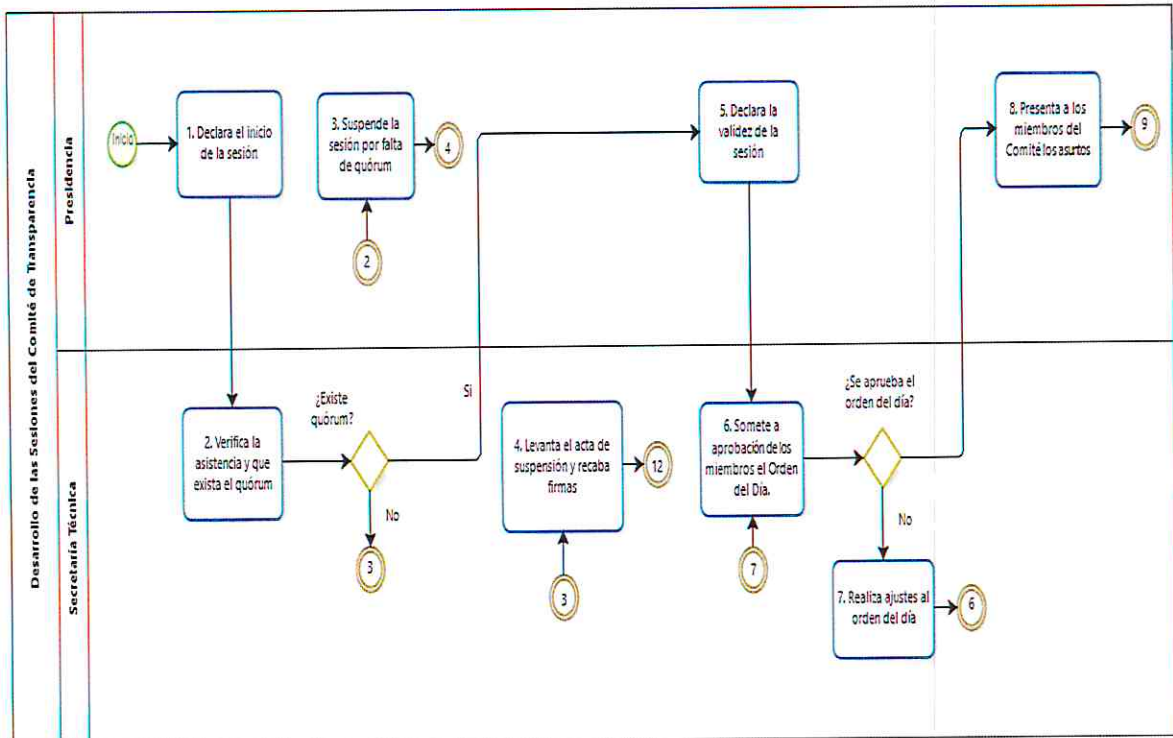 Desarrollo de las Sesiones del Comité de Transparencia
Presidencia
Inicio
1. Declara el inicio
de la sesión
3. Suspende la
sesión por falta
de quórum
4
2
5. Declara la
validez de la
sesión
8. Presenta a los
miembros del
Comité los asurtos
9
Secretaría Técnica
2. Verifica la
asistencia y que
exista el quórum
¿Existe
quórum?
Si
No
3
4. Levanta el acta de
suspensión y recaba
firmas
12
3
6. Somete a
aprobación de los
miembros el Orden
del Día.
7
¿Se aprueba el
orden del día?
No
7. Realiza ajustes al
orden del día
6